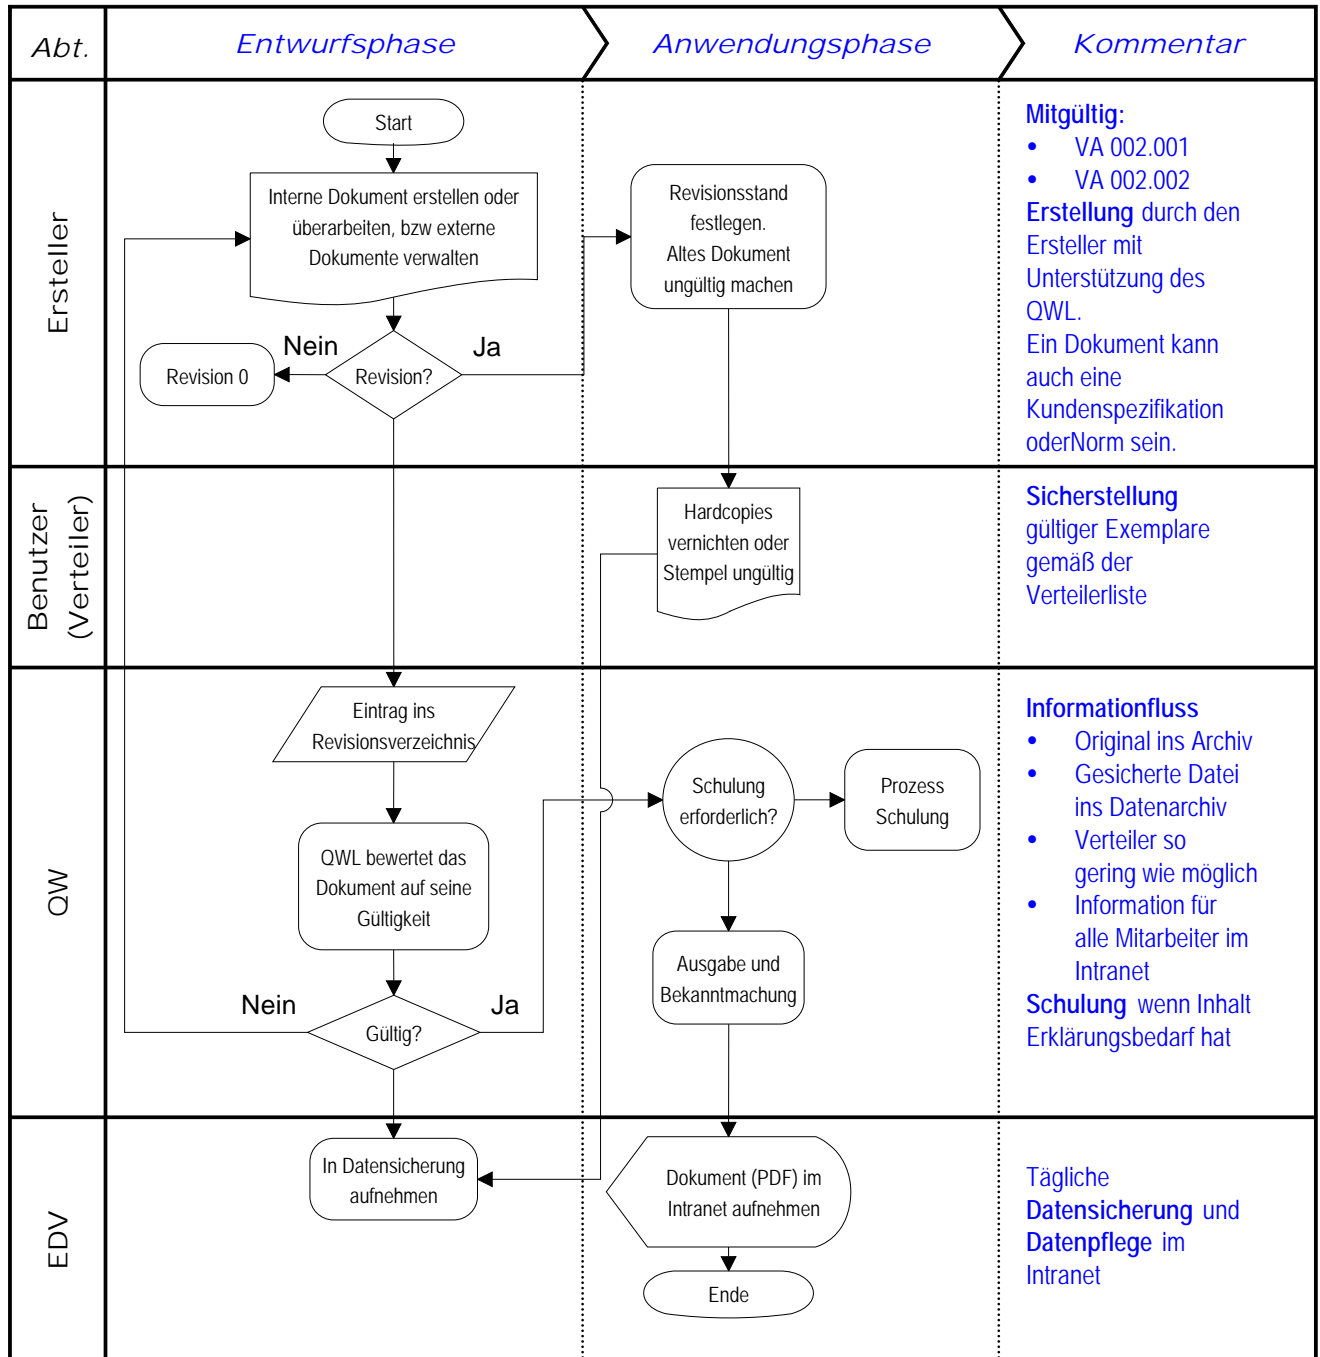 Abt.
Entwurfsphase
Anwendungsphase
Kommentar
Ersteller
Start
Interne Dokument erstellen oder
überarbeiten, bzw externe
Dokumente verwalten
Nein
Ja
Revision 0
Revision?
Revisionsstand
festlegen.
Altes Dokument
ungültig machen
Mitgültig:
• VA 002.001
• VA 002.002
Erstellung durch den
Ersteller mit
Unterstützung des
QWL.
Ein Dokument kann
auch eine
Kundenspezifikation
oderNorm sein.
Benutzer
(Verteiler)
Hardcopies
vernichten oder
Stempel ungültig
Sicherstellung
gültiger Exemplare
gemäß der
Verteilerliste
QW
Eintrag ins
Revisionsverzeichnis
QWL bewertet das
Dokument auf seine
Gültigkeit
Nein
Ja
Gültig?
Schulung
erforderlich?
Prozess
Schulung
Ausgabe und
Bekanntmachung
Informationfluss
• Original ins Archiv
• Gesicherte Datei
ins Datenarchiv
• Verteiler so
gering wie möglich
• Information für
alle Mitarbeiter im
Intranet
Schulung wenn Inhalt
Erklärungsbedarf hat
EDV
In Datensicherung
aufnehmen
Dokument (PDF) im
Intranet aufnehmen
Ende
Tägliche
Datensicherung und
Datenpflege im
Intranet